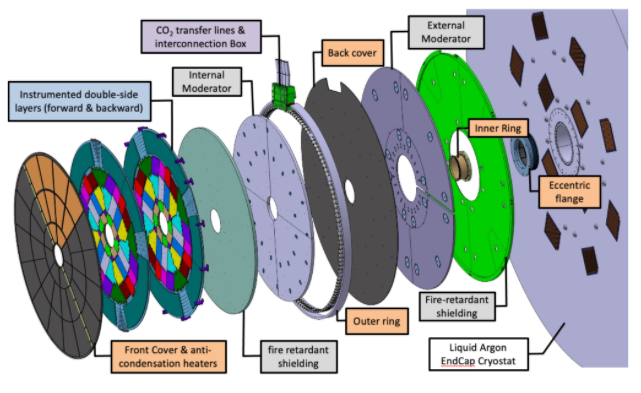 CO₂ transfer lines &
interconnection Box
External
Moderator
Back cover
Internal
Moderator
Instrumented double-side
layers (forward & backward)
Inner Ring
Eccentric
flange
Fire-retardant
shielding
Outer ring
Front Cover & anti-
condensation heaters
fire retardant
shielding
Liquid Argon
EndCap Cryostat